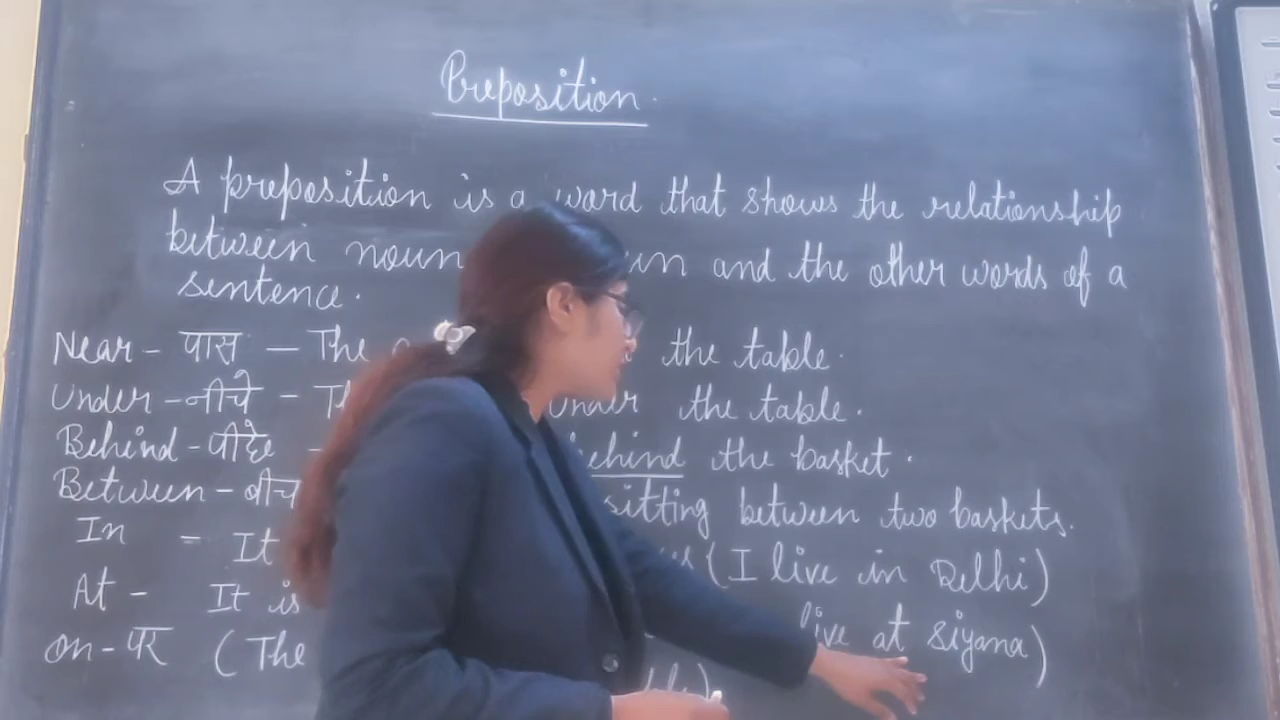 Preposition.
A preposition is a word that shows the relationship
between noun and the other words of a
sentence.
Near - पास - The the table.
Under - नीचे - under the table.
Behind - पीछे - behind the basket.
Between - बीच sitting between two baskets.
In - It (I live in Delhi)
At - It is live at Siyana)
On - पर (The